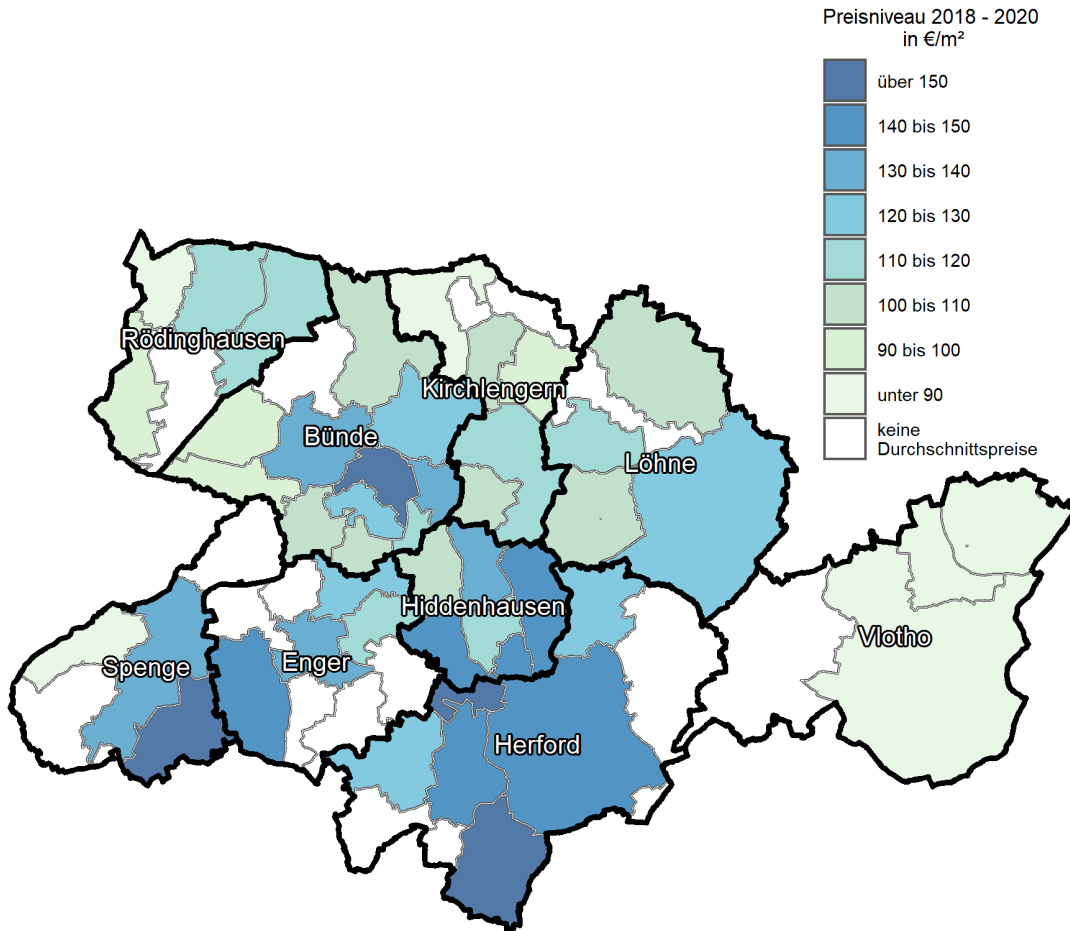 Preisniveau 2018 - 2020
in €/m²
über 150
140 bis 150
130 bis 140
120 bis 130
110 bis 120
100 bis 110
90 bis 100
unter 90
keine
Durchschnittspreise
Rödinghausen
Kirchlengern
Bünde
Löhne
Hiddenhausen
Vlotho
Spenge
Enger
Herford